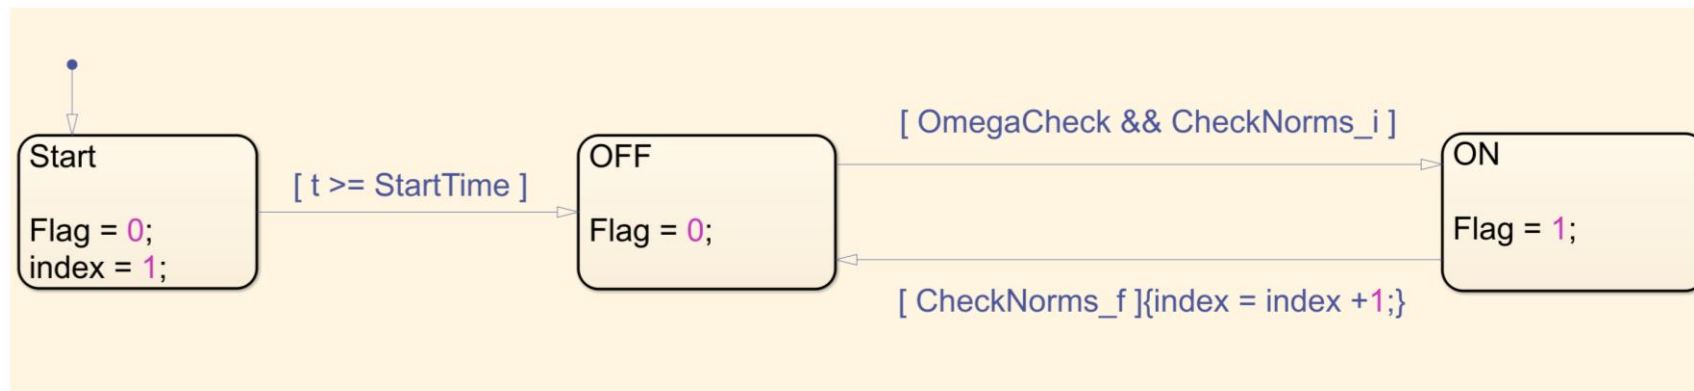 Start
Flag = 0;
index = 1;
[ t >= StartTime ]
OFF
Flag = 0;
[ OmegaCheck && CheckNorms_i ]
[ CheckNorms_f ]{index = index +1;}
ON
Flag = 1;